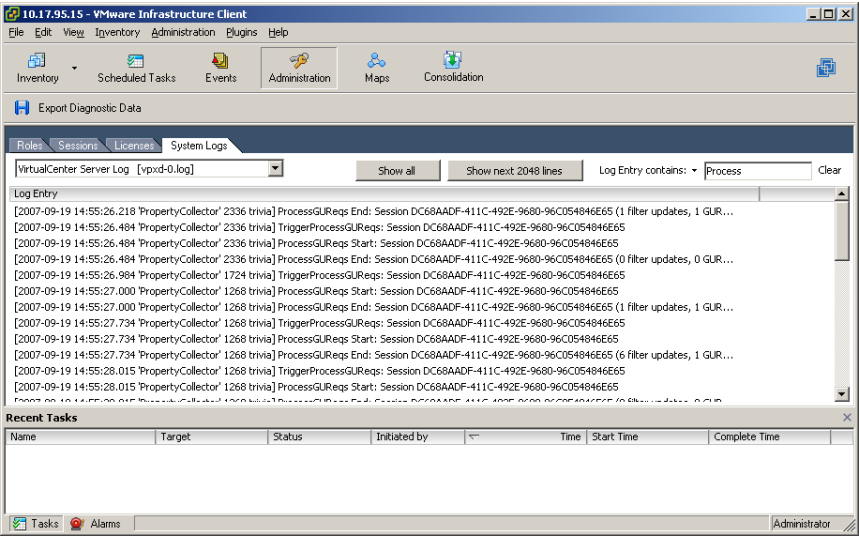 10.17.95.15 - VMware Infrastructure Client
File Edit View Inventory Administration Plugins Help
Inventory Scheduled Tasks Events Administration Maps Consolidation
Export Diagnostic Data
Roles Sessions Licenses System Logs
VirtualCenter Server Log [vpxd-0.log] Show all Show next 2048 lines Log Entry contains: Process Clear
Log Entry
[2007-09-19 14:55:26.218 'PropertyCollector' 2336 trivia] ProcessGUReqs End: Session DC68AADF-411C-492E-9680-96C054846E65 (1 filter updates, 1 GUR...
[2007-09-19 14:55:26.484 'PropertyCollector' 2336 trivia] TriggerProcessGUReqs: Session DC68AADF-411C-492E-9680-96C054846E65
[2007-09-19 14:55:26.484 'PropertyCollector' 2336 trivia] ProcessGUReqs Start: Session DC68AADF-411C-492E-9680-96C054846E65
[2007-09-19 14:55:26.484 'PropertyCollector' 2336 trivia] ProcessGUReqs End: Session DC68AADF-411C-492E-9680-96C054846E65 (0 filter updates, 0 GUR...
[2007-09-19 14:55:26.984 'PropertyCollector' 1724 trivia] TriggerProcessGUReqs: Session DC68AADF-411C-492E-9680-96C054846E65
[2007-09-19 14:55:27.000 'PropertyCollector' 1268 trivia] ProcessGUReqs Start: Session DC68AADF-411C-492E-9680-96C054846E65
[2007-09-19 14:55:27.000 'PropertyCollector' 1268 trivia] ProcessGUReqs End: Session DC68AADF-411C-492E-9680-96C054846E65 (1 filter updates, 1 GUR...
[2007-09-19 14:55:27.734 'PropertyCollector' 1268 trivia] TriggerProcessGUReqs: Session DC68AADF-411C-492E-9680-96C054846E65
[2007-09-19 14:55:27.734 'PropertyCollector' 1268 trivia] ProcessGUReqs Start: Session DC68AADF-411C-492E-9680-96C054846E65
[2007-09-19 14:55:27.734 'PropertyCollector' 1268 trivia] ProcessGUReqs End: Session DC68AADF-411C-492E-9680-96C054846E65 (6 filter updates, 1 GUR...
[2007-09-19 14:55:28.015 'PropertyCollector' 1268 trivia] TriggerProcessGUReqs: Session DC68AADF-411C-492E-9680-96C054846E65
[2007-09-19 14:55:28.015 'PropertyCollector' 1268 trivia] ProcessGUReqs Start: Session DC68AADF-411C-492E-9680-96C054846E65
Recent Tasks
Name Target Status Initiated by Time Start Time Complete Time
Tasks Alarms Administrator